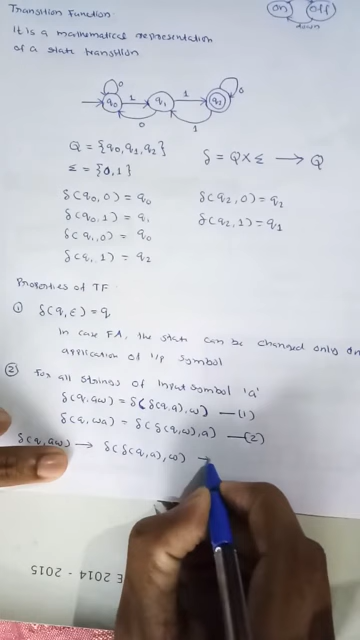 Transition Function
on off
down
It is a mathematical representation
of a state transition
0 0
q0 1 q1 1 q2
0 1
Q = {q0, q1, q2} δ = Q × Σ → Q
Σ = {0, 1}
δ(q0, 0) = q0 δ(q2, 0) = q2
δ(q0, 1) = q1 δ(q2, 1) = q1
δ(q1, 0) = q0
δ(q1, 1) = q2
Properties of TF
① δ(q, ε) = q
In case FA, the state can be changed only on
application of i/p symbol
② For all strings of input symbol 'a'
δ(q, aw) = δ(δ(q, a), w) — (1)
δ(q, wa) = δ(δ(q, w), a) — (2)
δ(q, aw) → δ(δ(q, a), w) →
E 2014 - 2015